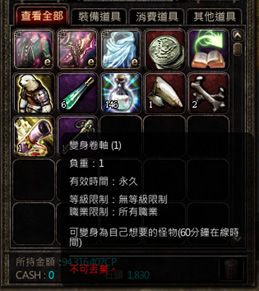 查看全部 裝備道具 消費道具 其他道具
6 146 1 2
變身卷軸 (1)
負重：1
有效時間：永久
等級限制：無等級限制
職業限制：所有職業
可變身為自己想要的怪物(60分鐘在線時
間)
不可丟棄。
所持金額 :
CASH : 0 1,830